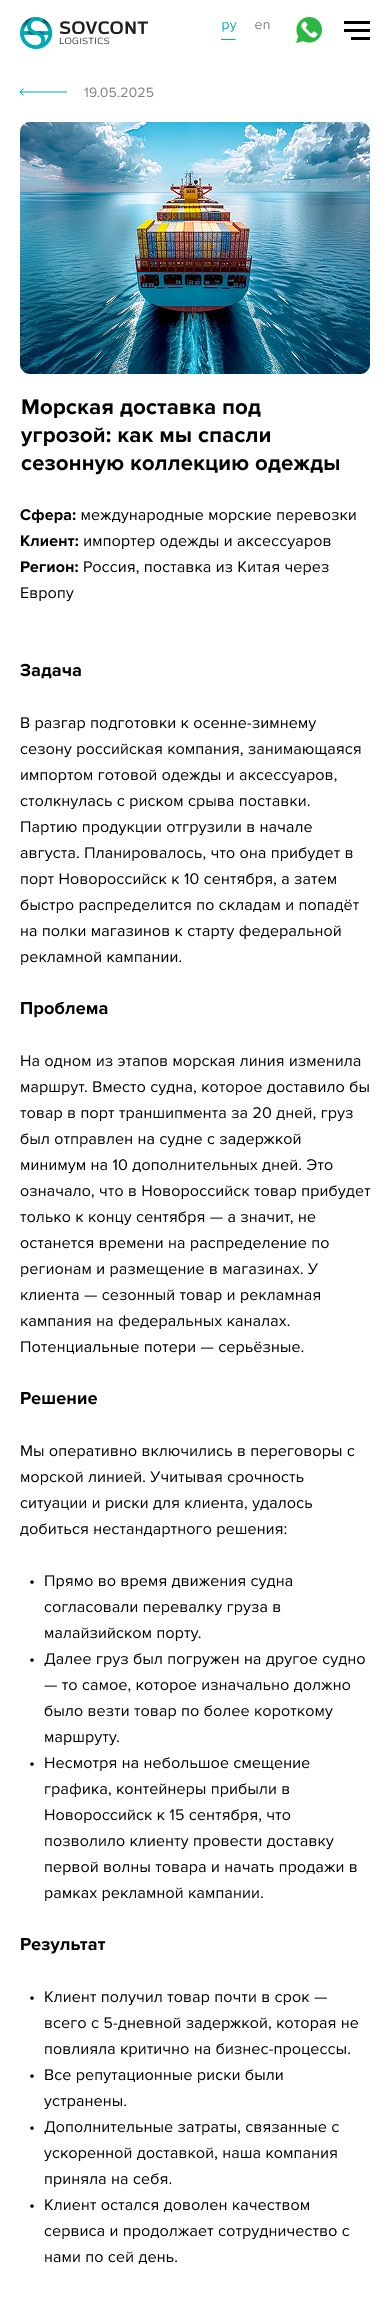 SOVCONT
LOGISTICS
ру en
19.05.2025
Морская доставка под
угрозой: как мы спасли
сезонную коллекцию одежды
Сфера: международные морские перевозки
Клиент: импортер одежды и аксессуаров
Регион: Россия, поставка из Китая через
Европу
Задача
В разгар подготовки к осенне-зимнему
сезону российская компания, занимающаяся
импортом готовой одежды и аксессуаров,
столкнулась с риском срыва поставки.
Партию продукции отгрузили в начале
августа. Планировалось, что она прибудет в
порт Новороссийск к 10 сентября, а затем
быстро распределится по складам и попадёт
на полки магазинов к старту федеральной
рекламной кампании.
Проблема
На одном из этапов морская линия изменила
маршрут. Вместо судна, которое доставило бы
товар в порт траншипмента за 20 дней, груз
был отправлен на судне с задержкой
минимум на 10 дополнительных дней. Это
означало, что в Новороссийск товар прибудет
только к концу сентября — а значит, не
останется времени на распределение по
регионам и размещение в магазинах. У
клиента — сезонный товар и рекламная
кампания на федеральных каналах.
Потенциальные потери — серьёзные.
Решение
Мы оперативно включились в переговоры с
морской линией. Учитывая срочность
ситуации и риски для клиента, удалось
добиться нестандартного решения:
• Прямо во время движения судна
согласовали перевалку груза в
малайзийском порту.
• Далее груз был погружен на другое судно
— то самое, которое изначально должно
было везти товар по более короткому
маршруту.
• Несмотря на небольшое смещение
графика, контейнеры прибыли в
Новороссийск к 15 сентября, что
позволило клиенту провести доставку
первой волны товара и начать продажи в
рамках рекламной кампании.
Результат
• Клиент получил товар почти в срок —
всего с 5-дневной задержкой, которая не
повлияла критично на бизнес-процессы.
• Все репутационные риски были
устранены.
• Дополнительные затраты, связанные с
ускоренной доставкой, наша компания
приняла на себя.
• Клиент остался доволен качеством
сервиса и продолжает сотрудничество с
нами по сей день.